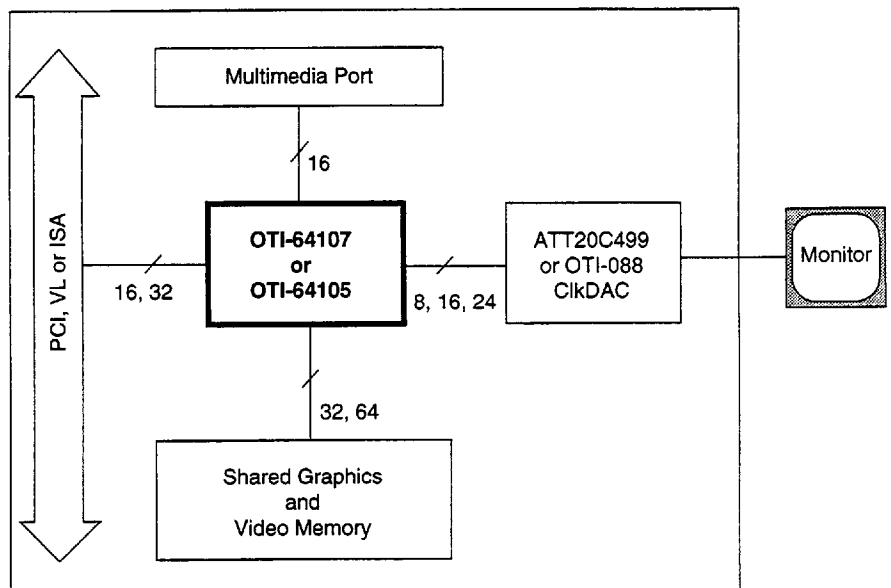 Multimedia Port
16
PCI, VL or ISA
16, 32
OTI-64107
or
OTI-64105
8, 16, 24
ATT20C499
or OTI-088
ClkDAC
Monitor
32, 64
Shared Graphics
and
Video Memory